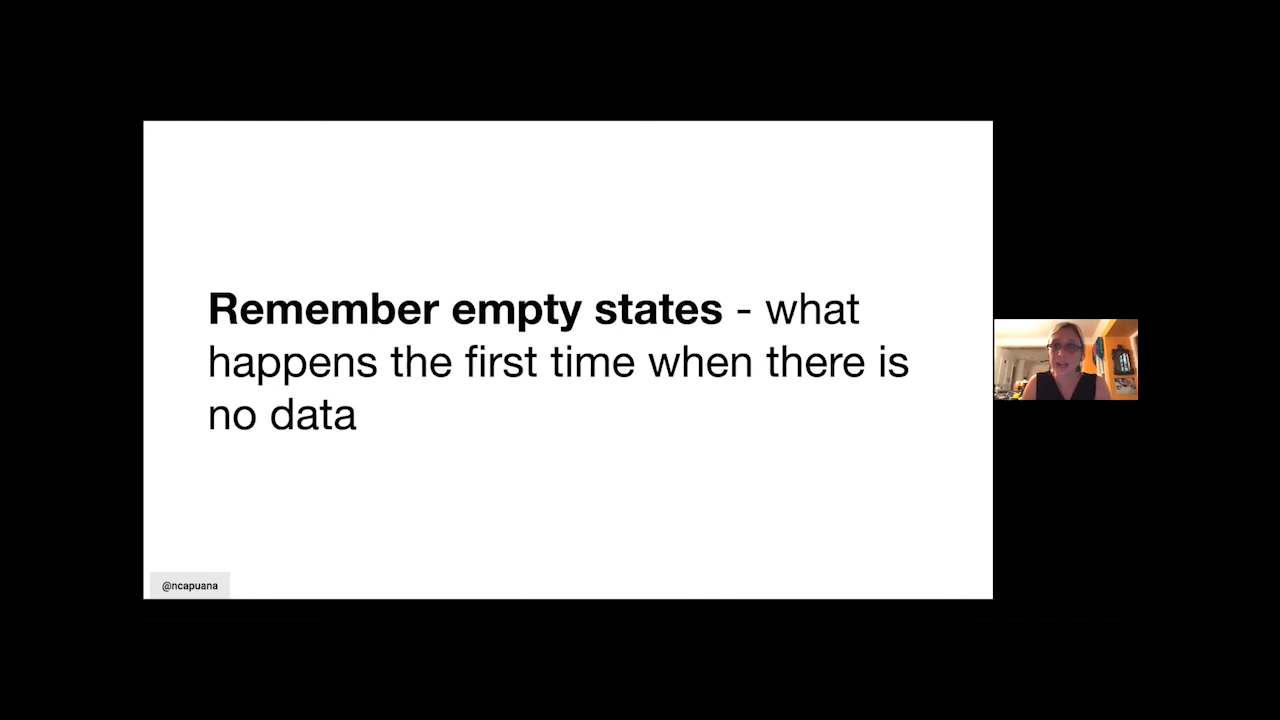 Remember empty states - what
happens the first time when there is
no data
@ncapuana